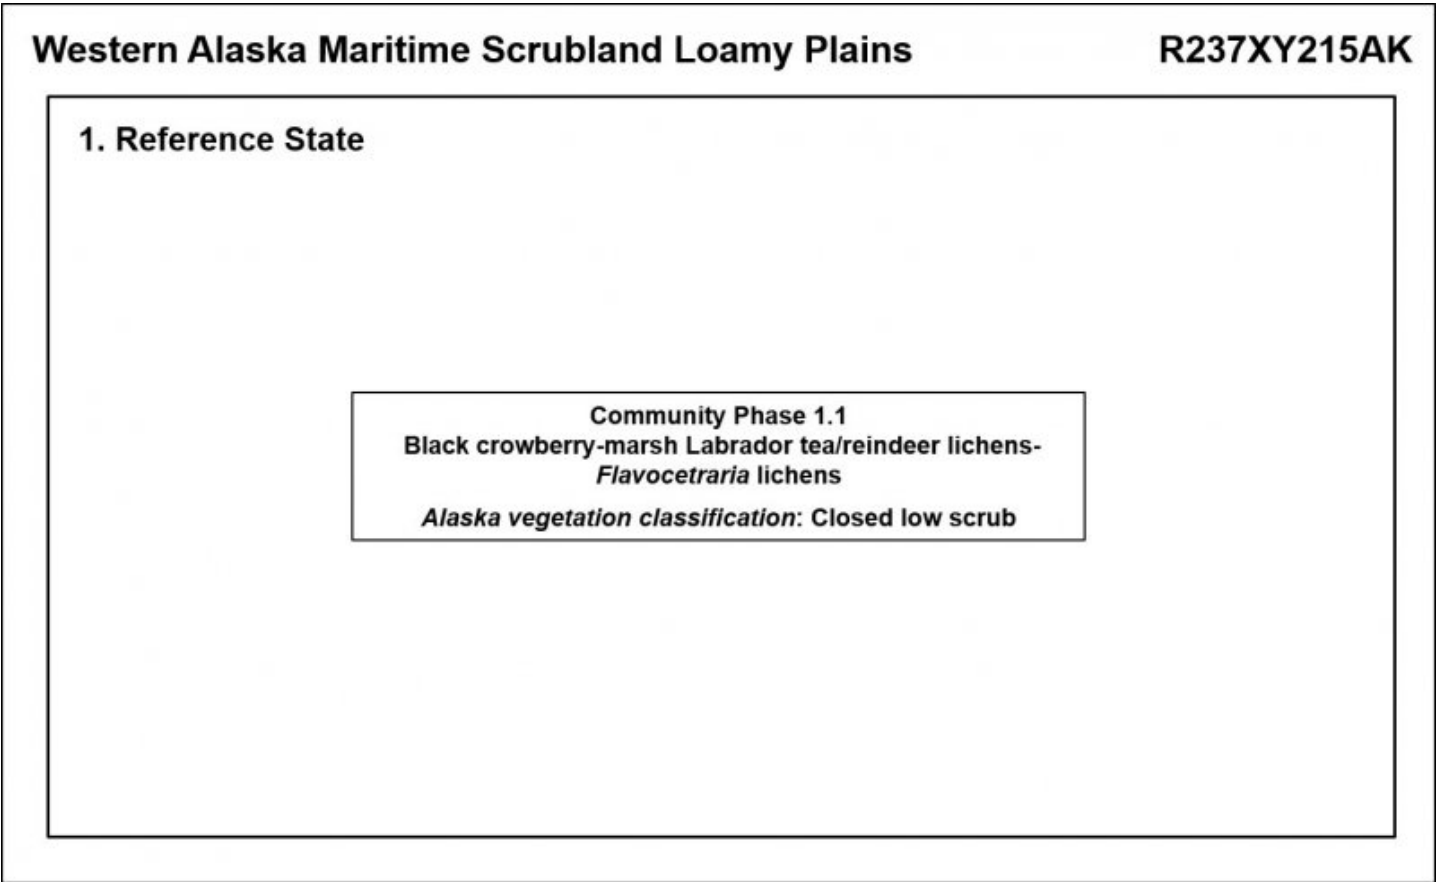 Western Alaska Maritime Scrubland Loamy Plains R237XY215AK
1. Reference State
Community Phase 1.1
Black crowberry-marsh Labrador tea/reindeer lichens-
Flavocetraria lichens
Alaska vegetation classification: Closed low scrub